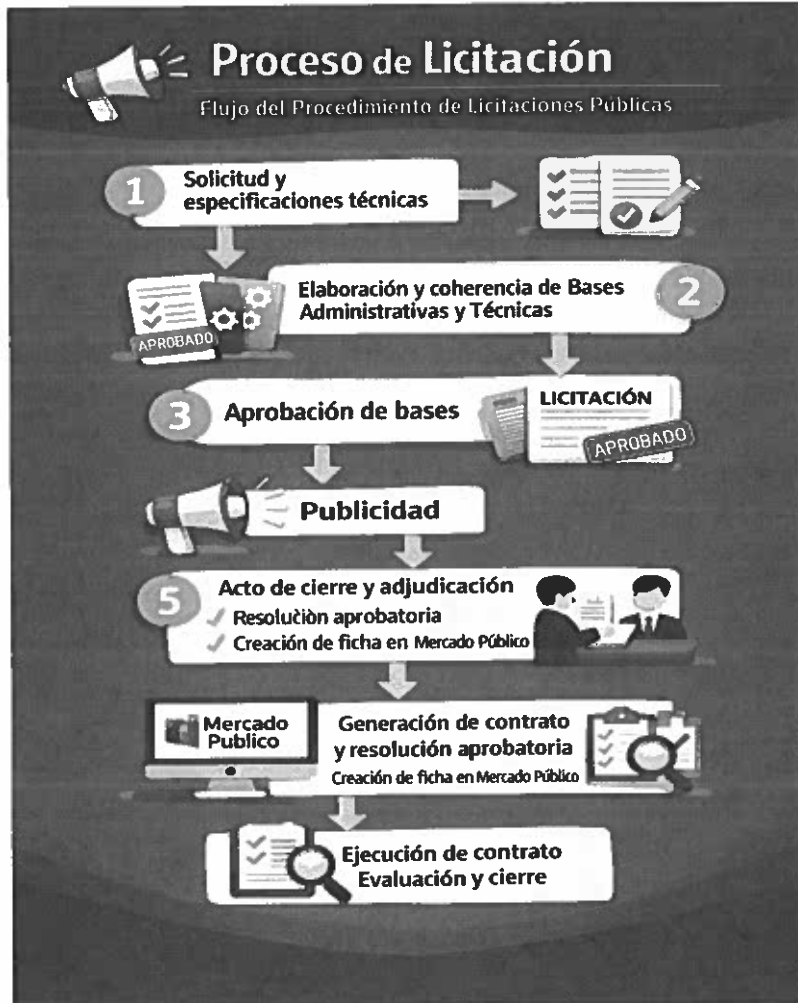 Proceso de Licitación
Flujo del Procedimiento de Licitaciones Públicas
1
Solicitud y
especificaciones técnicas
Elaboración y coherencia de Bases
Administrativas y Técnicas
2
APROBADO
3
Aprobación de bases
LICITACIÓN
APROBADO
Publicidad
5
Acto de cierre y adjudicación
Resoluciòn aprobatoria
Creación de ficha en Mercado Público
Mercado
Publico
Generación de contrato
y resolución aprobatoria
Creación de ficha en Mercado Público
Ejecución de contrato
Evaluación y cierre